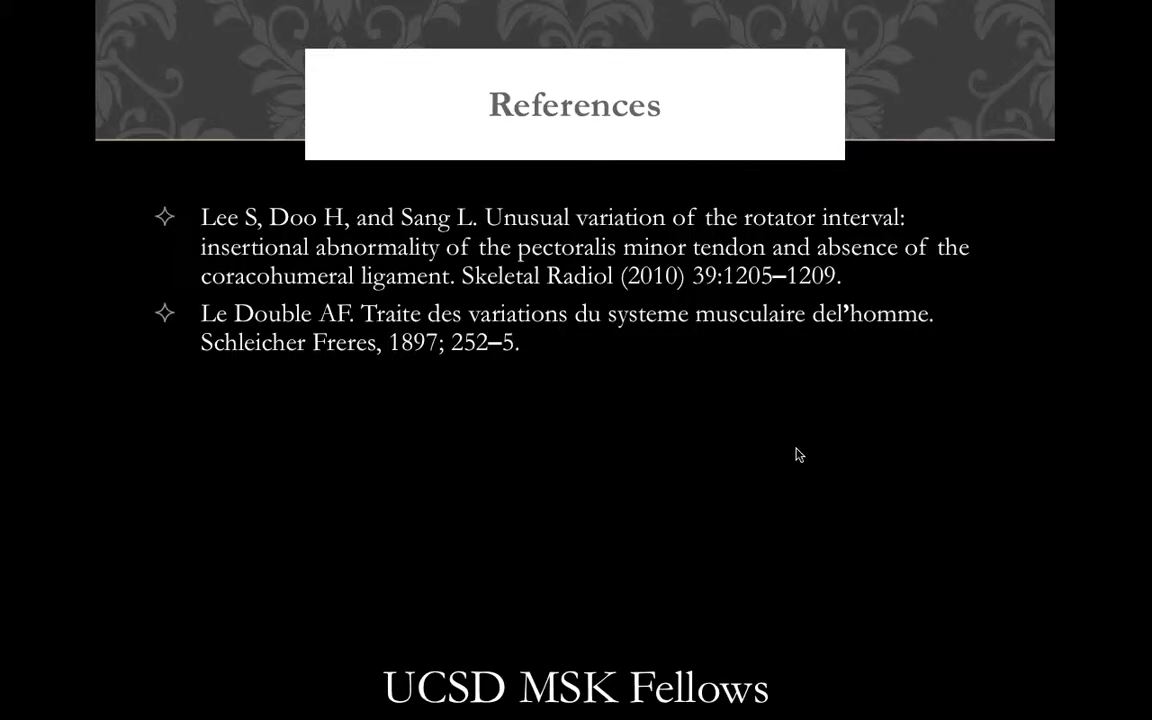 References
Lee S, Doo H, and Sang L. Unusual variation of the rotator interval:
insertional abnormality of the pectoralis minor tendon and absence of the
coracohumeral ligament. Skeletal Radiol (2010) 39:1205–1209.
Le Double AF. Traite des variations du systeme musculaire del’homme.
Schleicher Freres, 1897; 252–5.
UCSD MSK Fellows